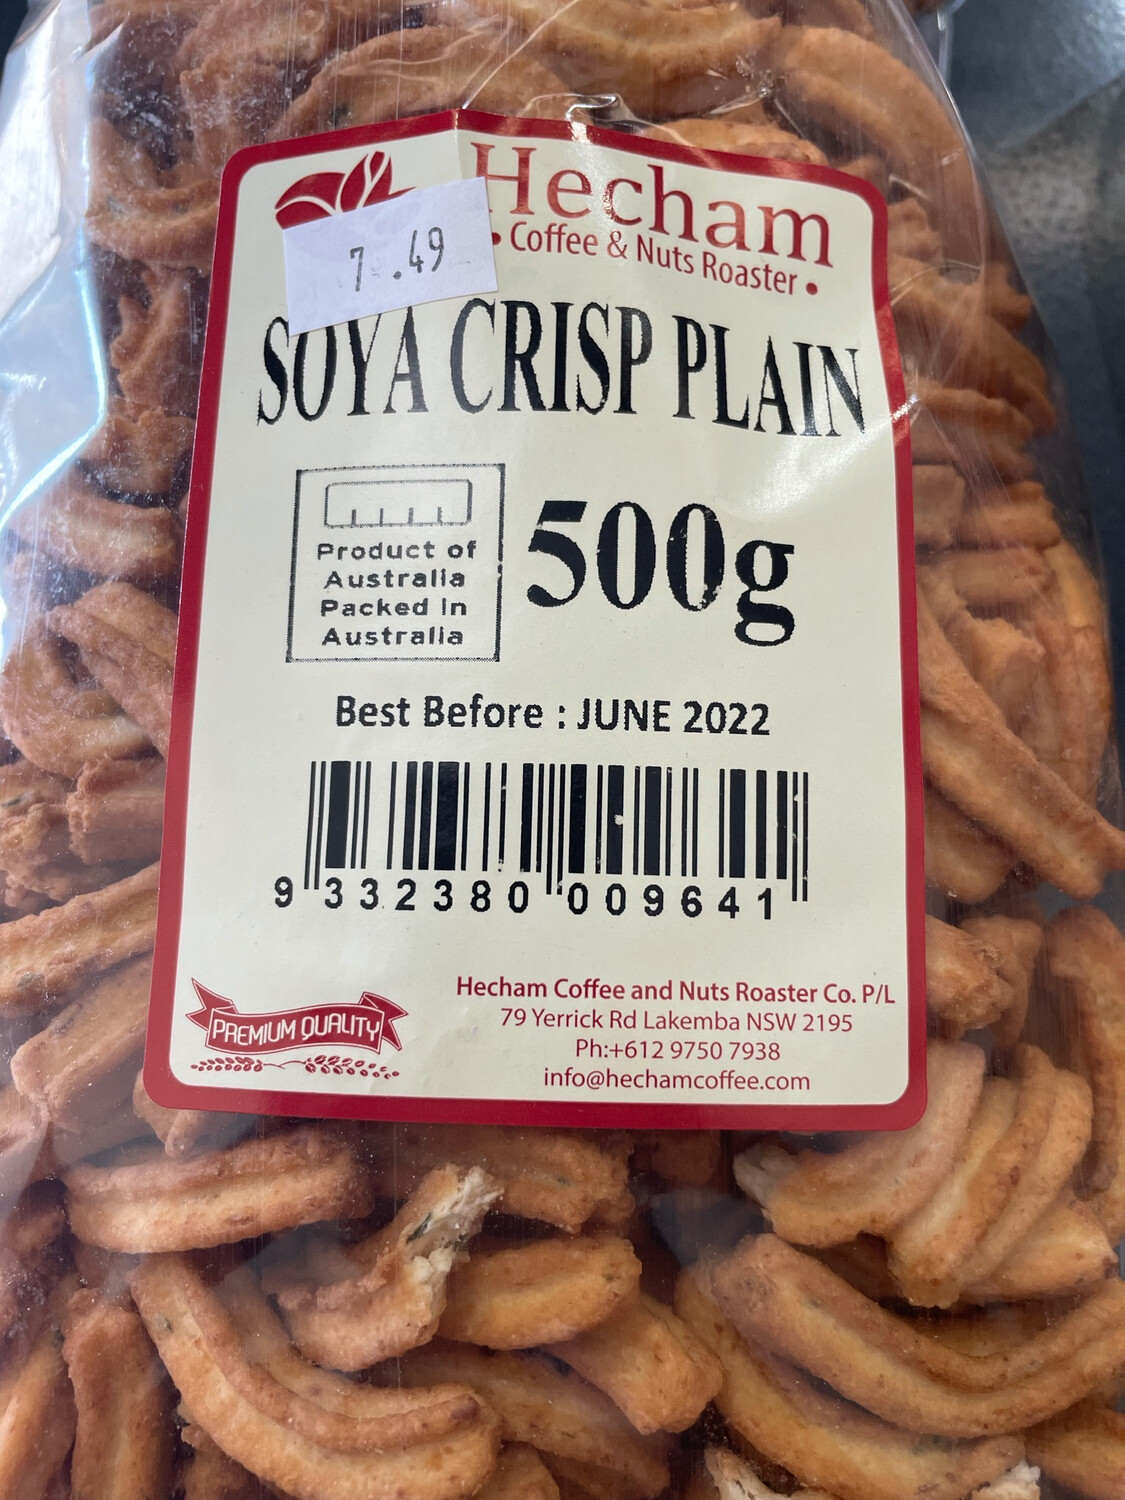 Hecham
• Coffee & Nuts Roaster •
7.49
SOYA CRISP PLAIN
Product of
Australia
Packed in
Australia
500g
Best Before : JUNE 2022
9 332380 009641
PREMIUM QUALITY
Hecham Coffee and Nuts Roaster Co. P/L
79 Yerrick Rd Lakemba NSW 2195
Ph:+612 9750 7938
info@hechamcoffee.com